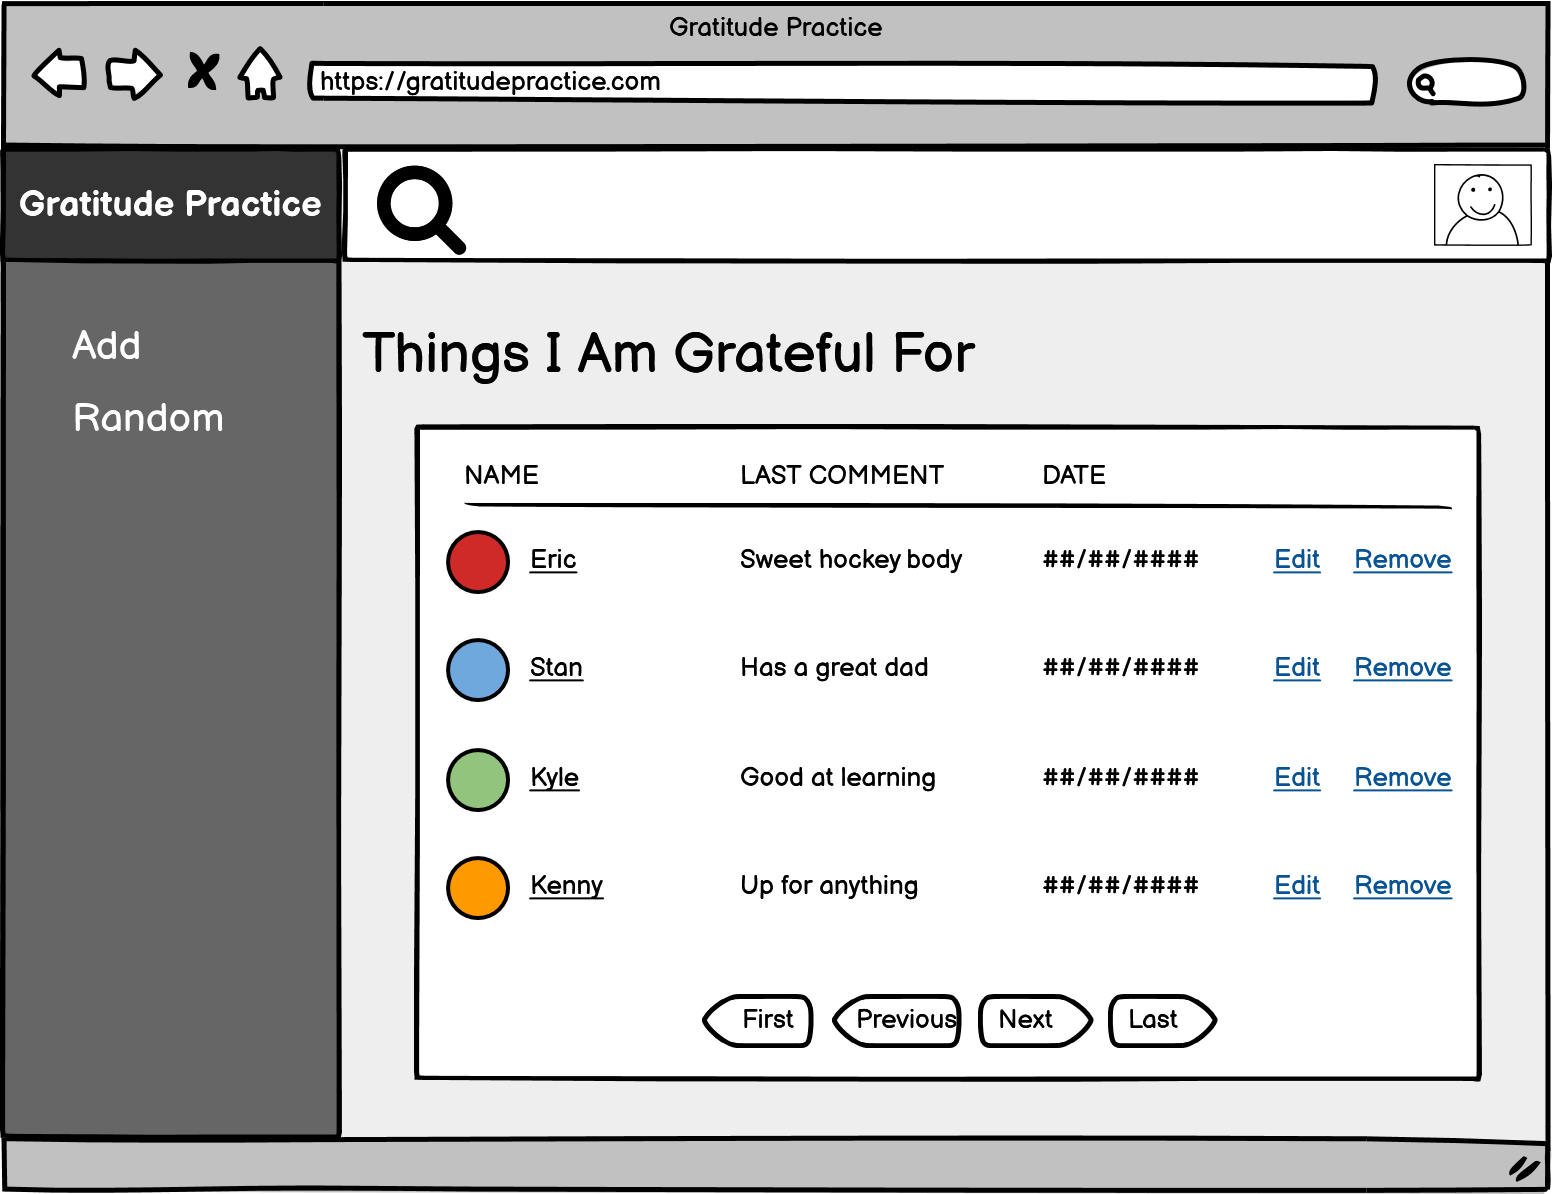 Gratitude Practice
https://gratitudepractice.com
Gratitude Practice
Add
Random
Things I Am Grateful For
NAME LAST COMMENT DATE
Eric Sweet hockey body ##/##/#### Edit Remove
Stan Has a great dad ##/##/#### Edit Remove
Kyle Good at learning ##/##/#### Edit Remove
Kenny Up for anything ##/##/#### Edit Remove
First Previous Next Last